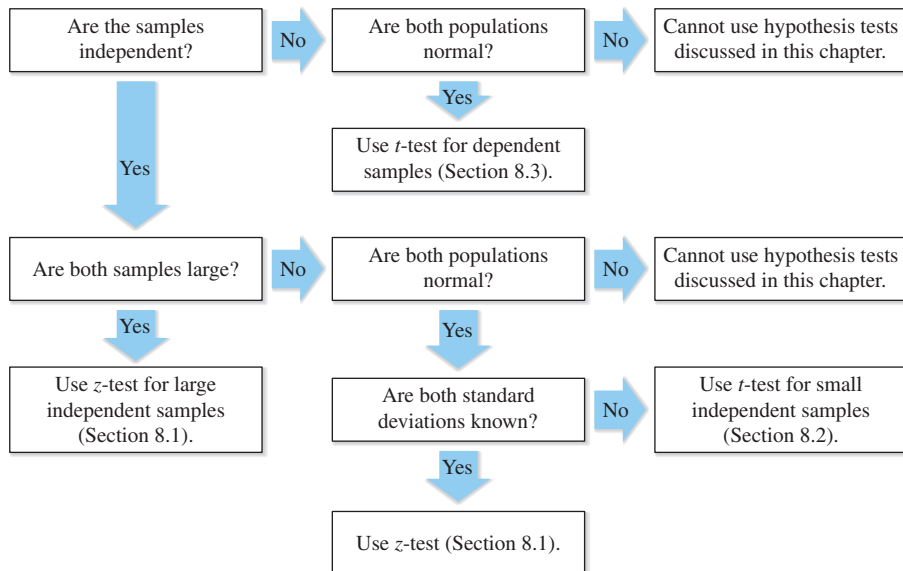 Are the samples
independent?
No
Are both populations
normal?
No
Cannot use hypothesis tests
discussed in this chapter.
Yes
Use t-test for dependent
samples (Section 8.3).
Yes
Are both samples large?
No
Are both populations
normal?
No
Cannot use hypothesis tests
discussed in this chapter.
Yes
Use z-test for large
independent samples
(Section 8.1).
Yes
Are both standard
deviations known?
No
Use t-test for small
independent samples
(Section 8.2).
Yes
Use z-test (Section 8.1).